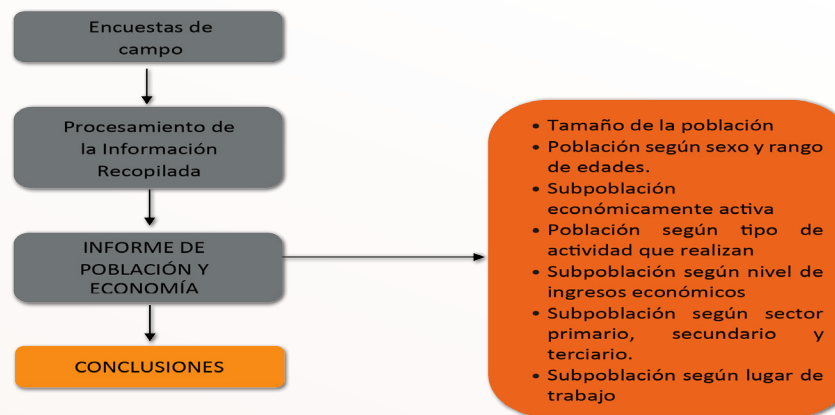 Encuestas de
campo
Procesamiento de
la Información
Recopilada
INFORME DE
POBLACIÓN Y
ECONOMÍA
CONCLUSIONES
• Tamaño de la población
• Población según sexo y rango
de edades.
• Subpoblación
económicamente activa
• Población según tipo de
actividad que realizan
• Subpoblación según nivel de
ingresos económicos
• Subpoblación según sector
primario, secundario y
terciario.
• Subpoblación según lugar de
trabajo